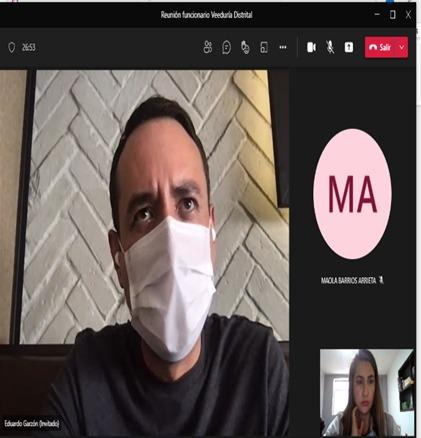 Reunión funcionario Veeduría Distrital
26:53
Salir
MA
MAOLA BARRIOS ARRIETA
Eduardo Garzón (Invitado)